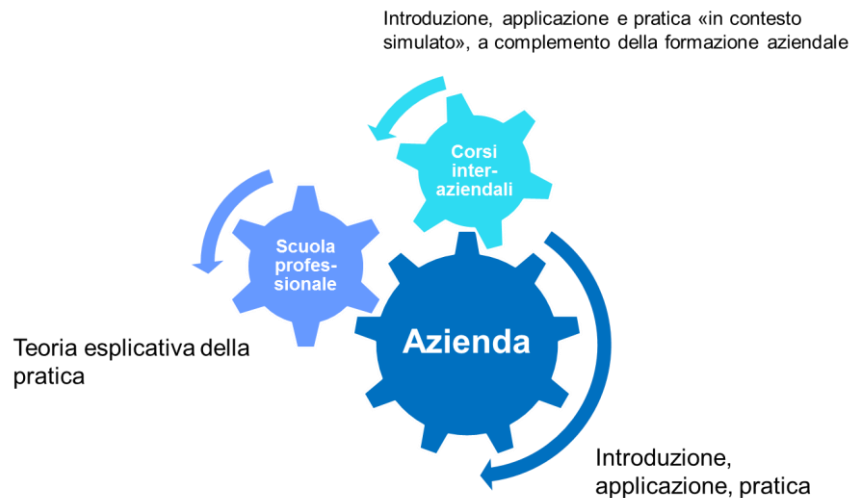 Introduzione, applicazione e pratica «in contesto
simulato», a complemento della formazione aziendale
Corsi
inter-
aziendali
Scuola
profes-
sionale
Azienda
Teoria esplicativa della
pratica
Introduzione,
applicazione, pratica